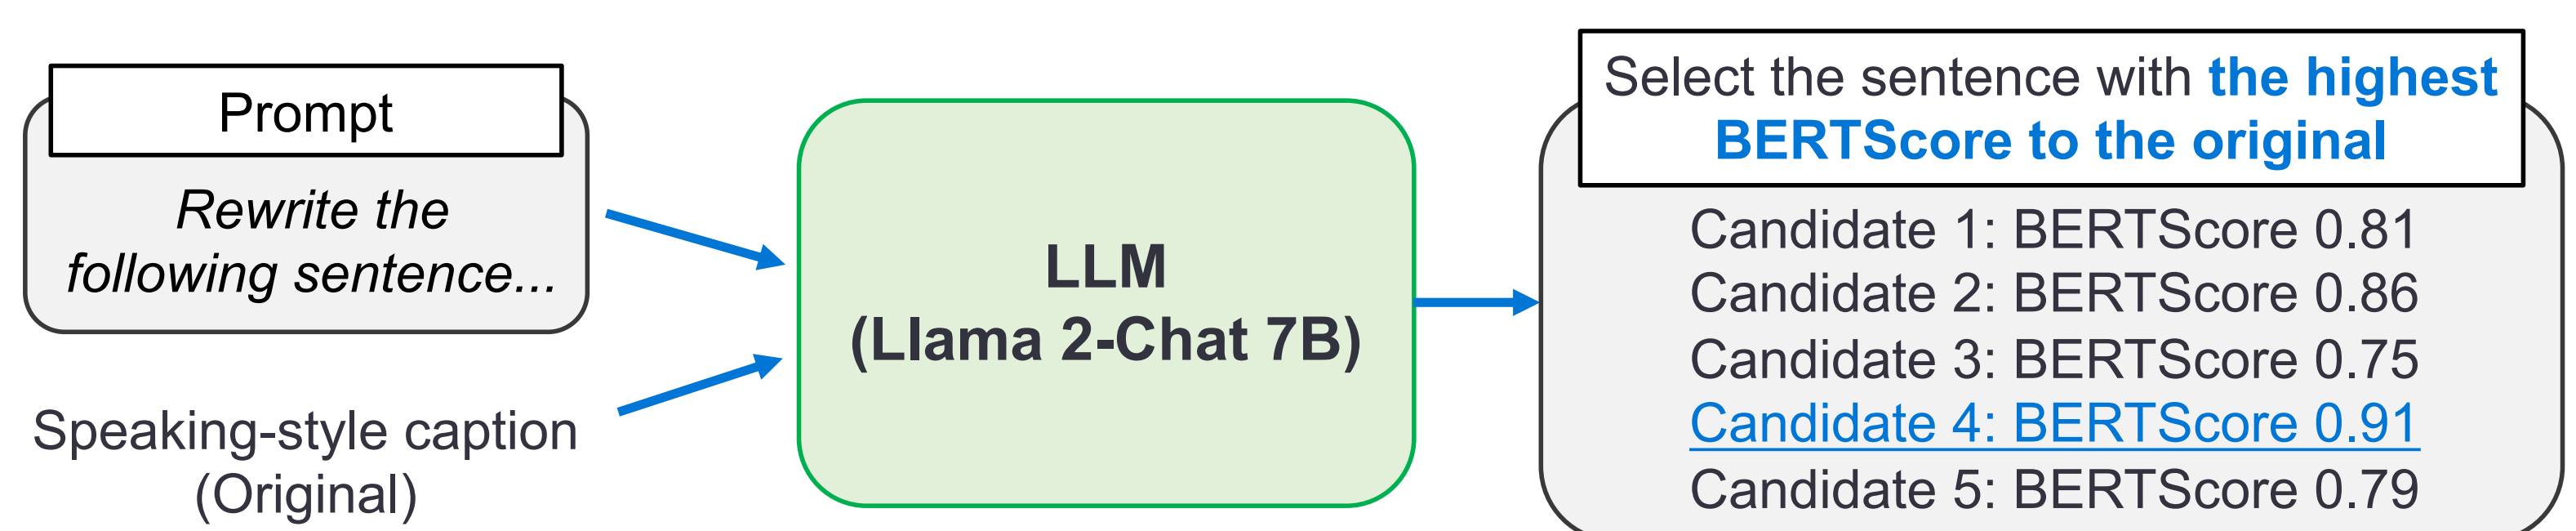 Prompt
Rewrite the
following sentence...
Speaking-style caption
(Original)
LLM
(Llama 2-Chat 7B)
Select the sentence with the highest
BERTScore to the original
Candidate 1: BERTScore 0.81
Candidate 2: BERTScore 0.86
Candidate 3: BERTScore 0.75
Candidate 4: BERTScore 0.91
Candidate 5: BERTScore 0.79